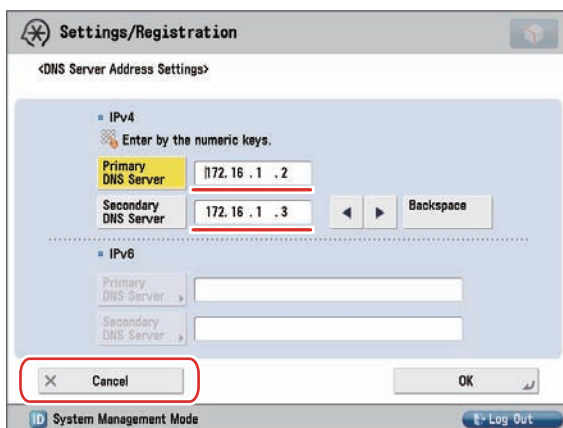 Settings/Registration
<DNS Server Address Settings>
IPv4
Enter by the numeric keys.
Primary
DNS Server
172. 16 . 1 . 2
Secondary
DNS Server
172. 16 . 1 . 3
Backspace
IPv6
Primary
DNS Server
Secondary
DNS Server
Cancel
OK
ID System Management Mode
Log Out